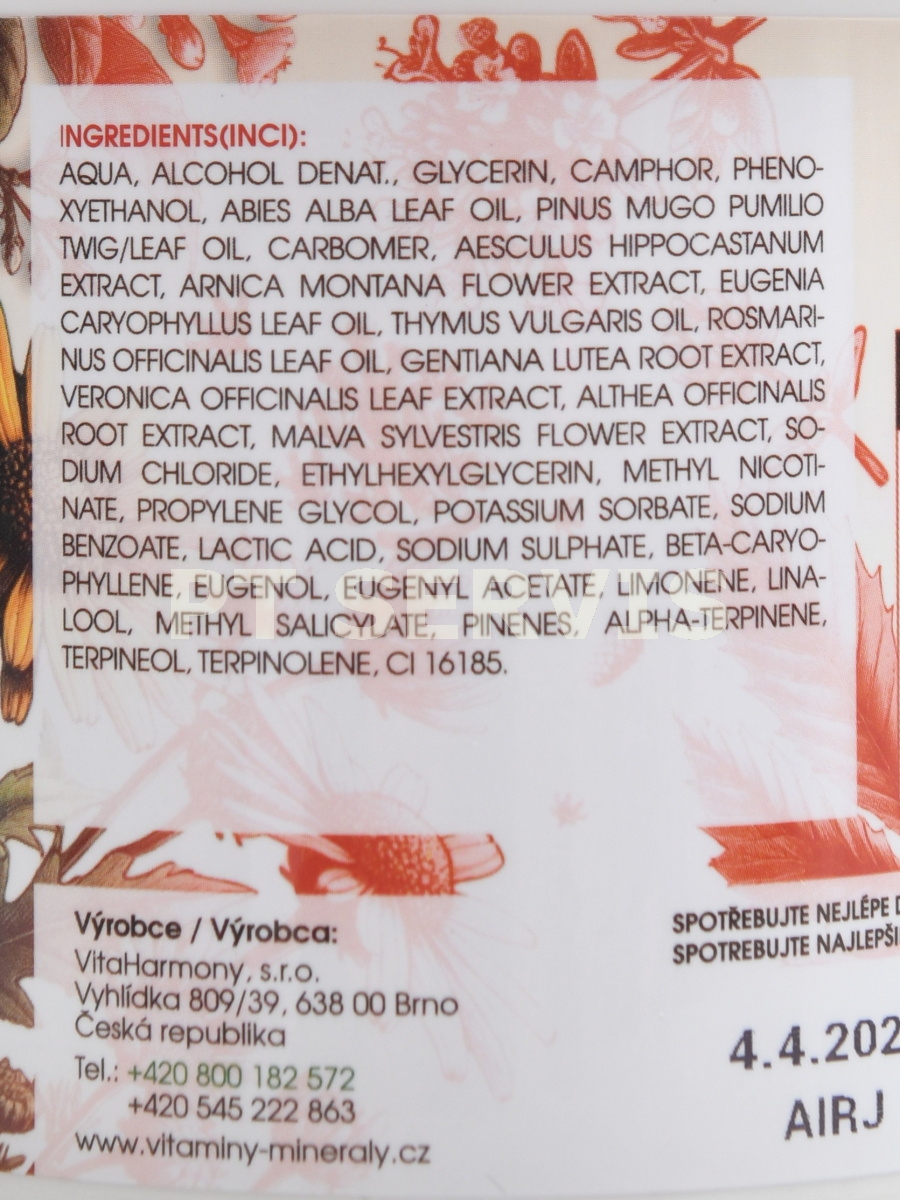 INGREDIENTS(INCI):
AQUA, ALCOHOL DENAT., GLYCERIN, CAMPHOR, PHENO-
XYETHANOL, ABIES ALBA LEAF OIL, PINUS MUGO PUMILIO
TWIG/LEAF OIL, CARBOMER, AESCULUS HIPPOCASTANUM
EXTRACT, ARNICA MONTANA FLOWER EXTRACT, EUGENIA
CARYOPHYLLUS LEAF OIL, THYMUS VULGARIS OIL, ROSMARI-
NUS OFFICINALIS LEAF OIL, GENTIANA LUTEA ROOT EXTRACT,
VERONICA OFFICINALIS LEAF EXTRACT, ALTHEA OFFICINALIS
ROOT EXTRACT, MALVA SYLVESTRIS FLOWER EXTRACT, SO-
DIUM CHLORIDE, ETHYLHEXYLGLYCERIN, METHYL NICOTI-
NATE, PROPYLENE GLYCOL, POTASSIUM SORBATE, SODIUM
BENZOATE, LACTIC ACID, SODIUM SULPHATE, BETA-CARYO-
PHYLLENE, EUGENOL, EUGENYL ACETATE, LIMONENE, LINA-
LOOL, METHYL SALICYLATE, PINENES, ALPHA-TERPINENE,
TERPINEOL, TERPINOLENE, CI 16185.
PT SERVIS
Výrobce / Výrobca:
VitaHarmony, s.r.o.
Vyhlídka 809/39, 638 00 Brno
Česká republika
Tel.: +420 800 182 572
+420 545 222 863
www.vitaminy-mineraly.cz
SPOTŘEBUJTE NEJLÉPE
SPOTREBUJTE NAJLEPŠI
4.4.202
AIRJ